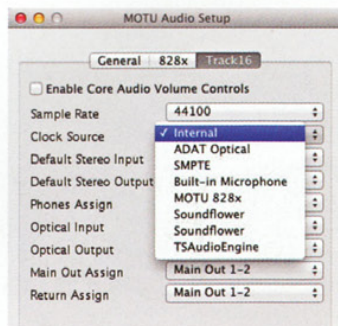 MOTU Audio Setup
General 828x Track16
Enable Core Audio Volume Controls
Sample Rate 44100
Clock Source ✓ Internal
ADAT Optical
Default Stereo Input SMPTE
Default Stereo Output Built-in Microphone
Phones Assign MOTU 828x
Soundflower
Optical Input Soundflower
Optical Output TSAudioEngine
Main Out Assign Main Out 1-2
Return Assign Main Out 1-2